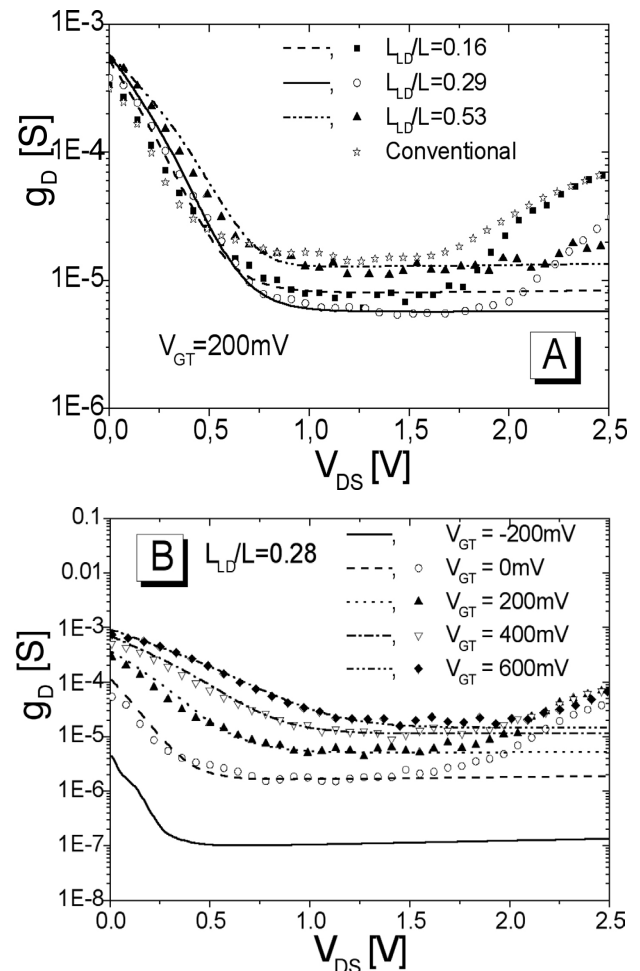 1E-3
1E-4
1E-5
1E-6
g_D [S]
, L_LD/L=0.16
, L_LD/L=0.29
, L_LD/L=0.53
Conventional
V_GT=200mV
A
0,0 0,5 1,0 1,5 2,0 2,5
V_DS [V]
0.1
0.01
1E-3
1E-4
1E-5
1E-6
1E-7
1E-8
g_D [S]
B L_LD/L=0.28
, V_GT = -200mV
, V_GT = 0mV
, V_GT = 200mV
, V_GT = 400mV
, V_GT = 600mV
0.0 0.5 1.0 1.5 2.0 2.5
V_DS [V]